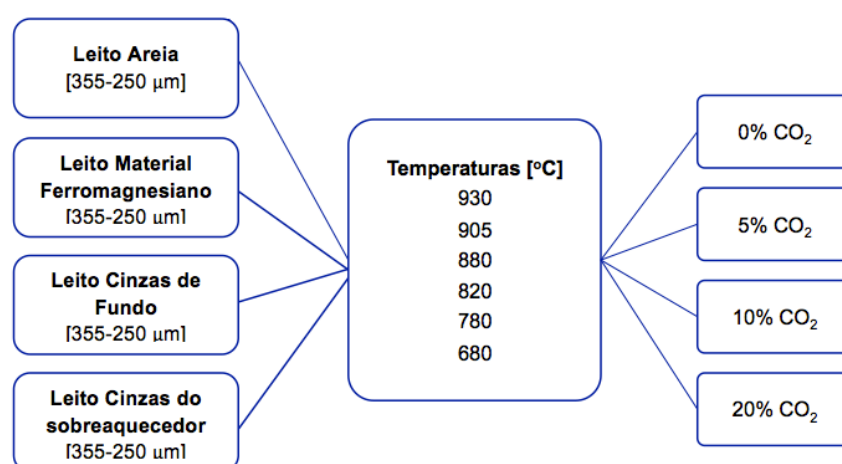 Leito Areia
[355-250 μm]
Leito Material
Ferromagnesiano
[355-250 μm]
Leito Cinzas de
Fundo
[355-250 μm]
Leito Cinzas do
sobreaquecedor
[355-250 μm]
Temperaturas [ºC]
930
905
880
820
780
680
0% CO₂
5% CO₂
10% CO₂
20% CO₂